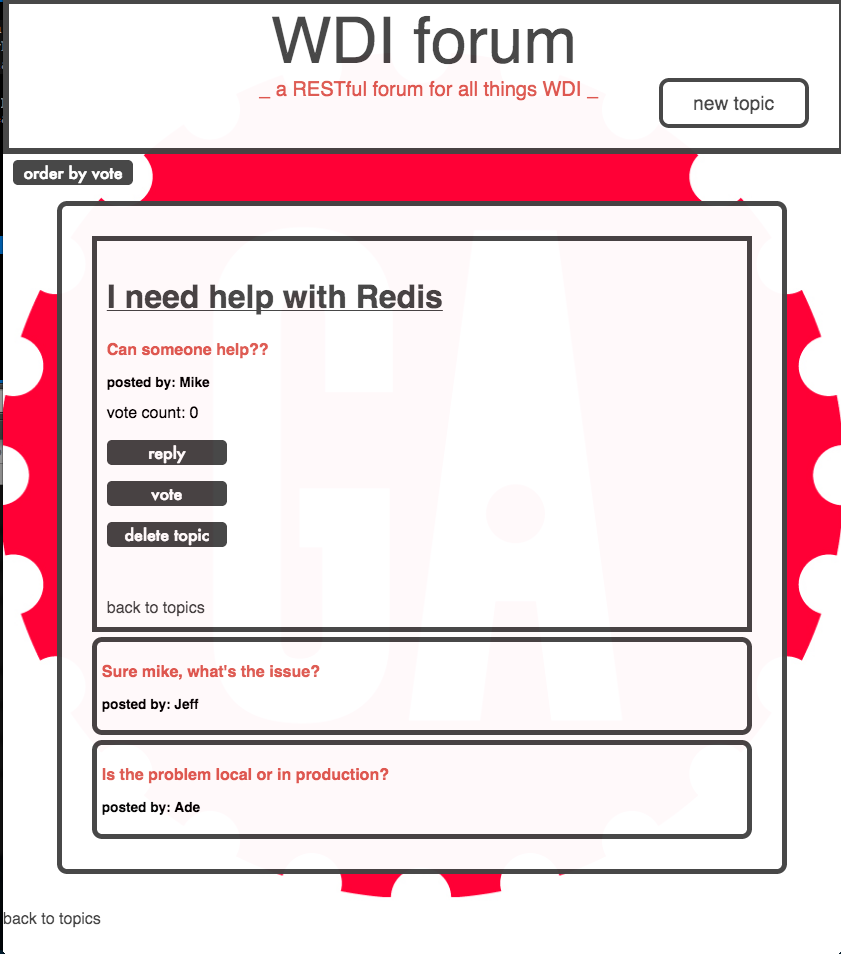 WDI forum
_ a RESTful forum for all things WDI _
new topic
order by vote
GA
I need help with Redis
Can someone help??
posted by: Mike
vote count: 0
reply
vote
delete topic
back to topics
Sure mike, what's the issue?
posted by: Jeff
Is the problem local or in production?
posted by: Ade
back to topics